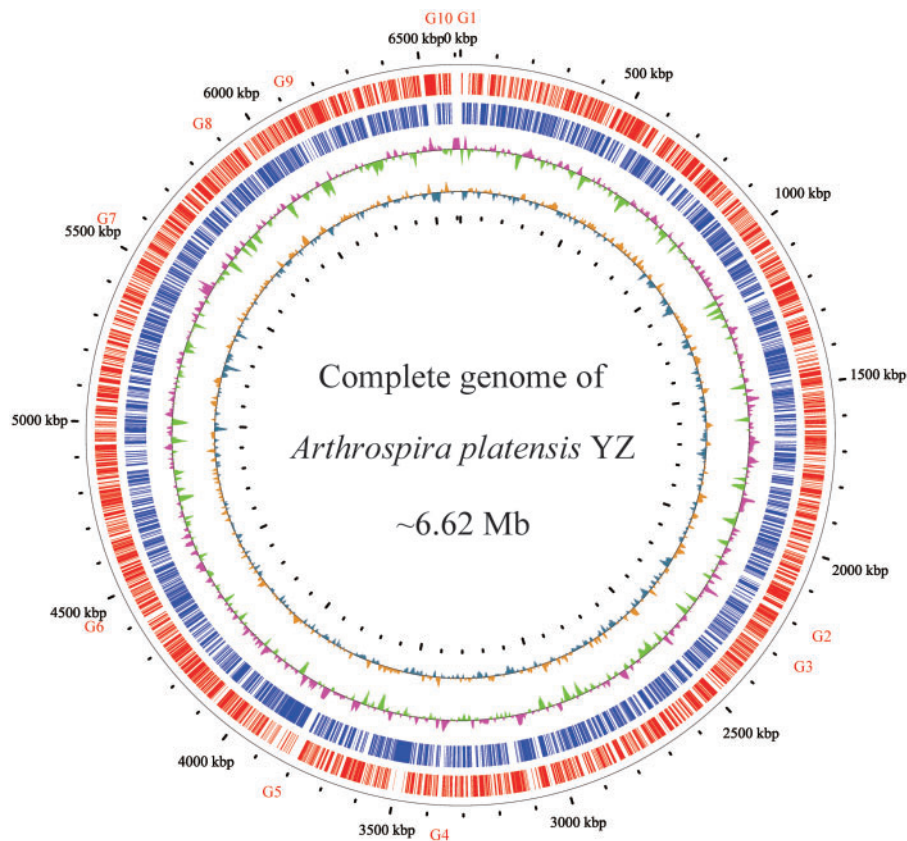 G10 G1
6500 kbp 0 kbp
500 kbp
1000 kbp
1500 kbp
2000 kbp
G2
G3
2500 kbp
3000 kbp
G4
3500 kbp
G5
4000 kbp
G6
4500 kbp
5000 kbp
5500 kbp
G7
G8
6000 kbp
G9
Complete genome of
Arthrospira platensis YZ
~6.62 Mb